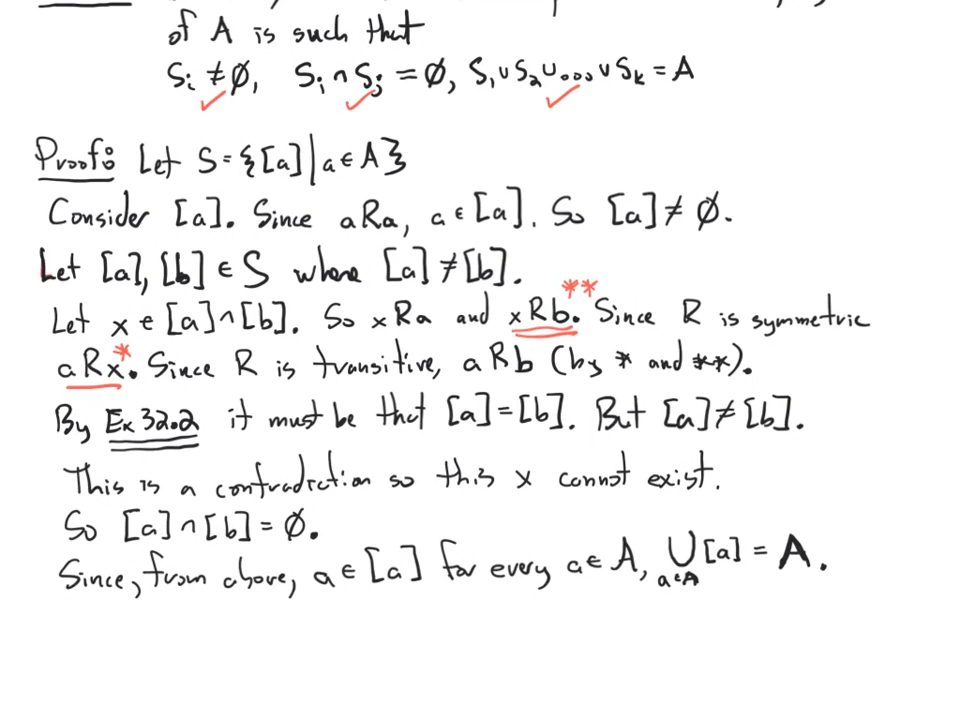 of A is such that
Sᵢ ≠ ∅, Sᵢ ∩ Sⱼ = ∅, S₁ ∪ S₂ ∪ ... ∪ Sₖ = A
Proof: Let S = {[a] | a ∈ A}
Consider [a]. Since aRa, a ∈ [a]. So [a] ≠ ∅.
Let [a], [b] ∈ S where [a] ≠ [b].
**
Let x ∈ [a] ∩ [b]. So xRa and xRb. Since R is symmetric
aRx*. Since R is transitive, aRb (by * and **).
By Ex 32.2 it must be that [a] = [b]. But [a] ≠ [b].
This is a contradiction so this x cannot exist.
So [a] ∩ [b] = ∅.
Since, from above, a ∈ [a] for every a ∈ A, ⋃ [a] = A.
a ∈ A